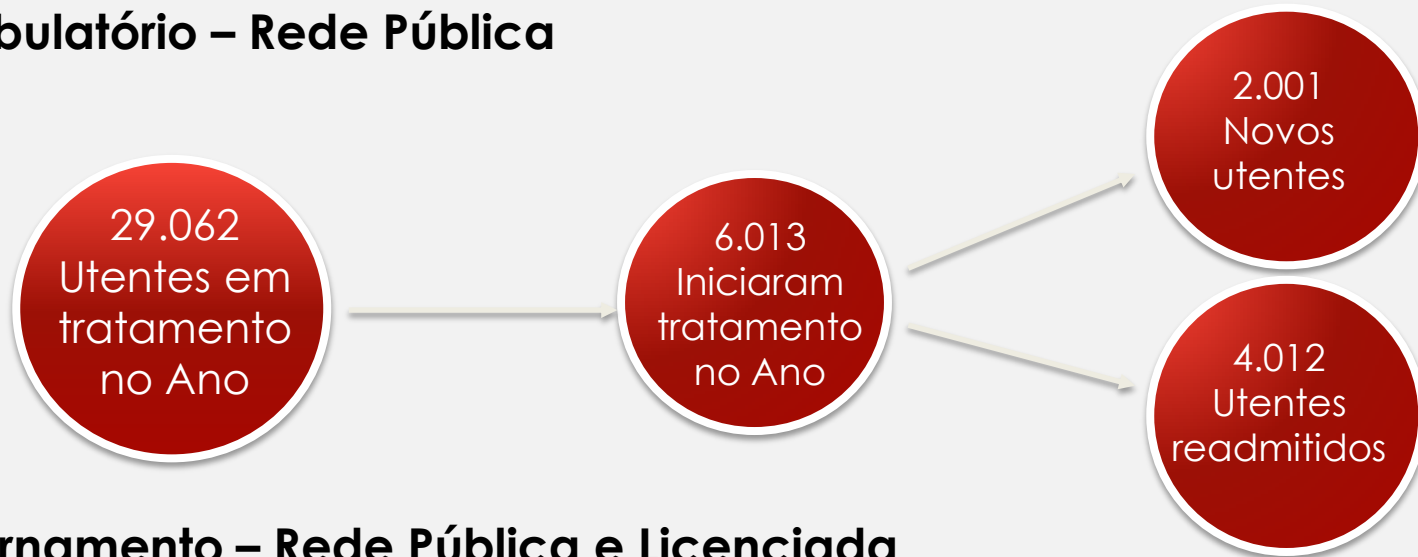 bulatório – Rede Pública
29.062
Utentes em
tratamento
no Ano
6.013
Iniciaram
tratamento
no Ano
2.001
Novos
utentes
4.012
Utentes
readmitidos
rnamento – Rede Pública e Licenciada